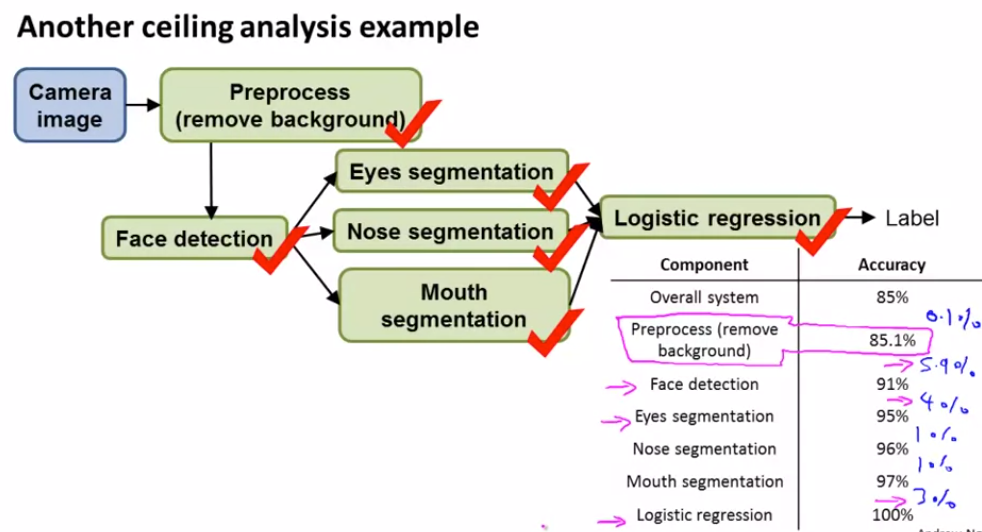 Another ceiling analysis example
Camera
image
Preprocess
(remove background)
Eyes segmentation
Face detection
Nose segmentation
Mouth
segmentation
Logistic regression
Label
Component Accuracy
Overall system 85%
0.1%
Preprocess (remove
background) 85.1%
5.9%
Face detection 91%
4%
Eyes segmentation 95%
1%
Nose segmentation 96%
1%
Mouth segmentation 97%
3%
Logistic regression 100%